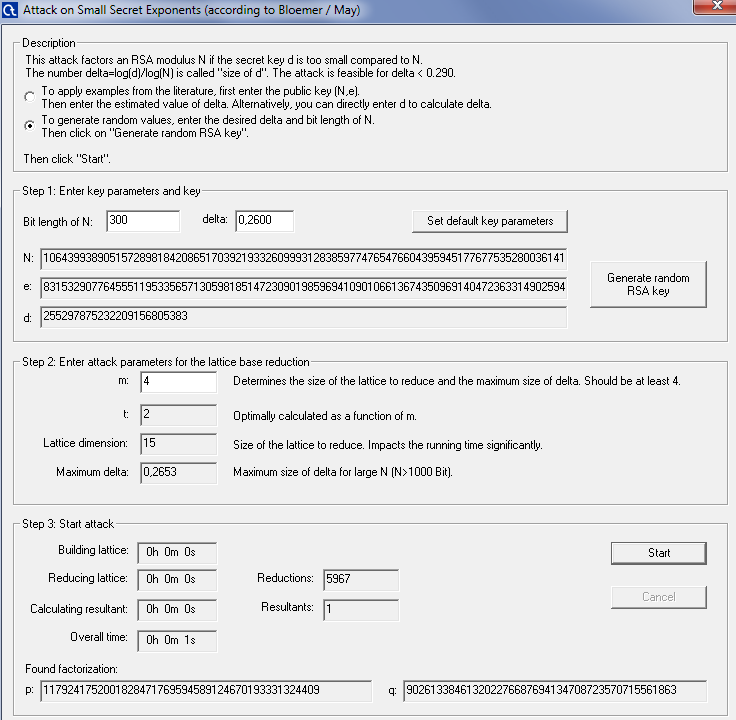 Attack on Small Secret Exponents (according to Bloemer / May)
Description
This attack factors an RSA modulus N if the secret key d is too small compared to N.
The number delta=log(d)/log(N) is called "size of d". The attack is feasible for delta < 0.290.
To apply examples from the literature, first enter the public key (N,e).
Then enter the estimated value of delta. Alternatively, you can directly enter d to calculate delta.
To generate random values, enter the desired delta and bit length of N.
Then click on "Generate random RSA key".
Then click "Start".
Step 1: Enter key parameters and key
Bit length of N: 300 delta: 0,2600 Set default key parameters
N: 106439938905157289818420865170392193326099931283859774765476604395945177677535280036141
e: 831532907764555119533565713059818514723090198596941090106613674350969140472363314902594
Generate random
RSA key
d: 255297875232209156805383
Step 2: Enter attack parameters for the lattice base reduction
m: 4 Determines the size of the lattice to reduce and the maximum size of delta. Should be at least 4.
t: 2 Optimally calculated as a function of m.
Lattice dimension: 15 Size of the lattice to reduce. Impacts the running time significantly.
Maximum delta: 0,2653 Maximum size of delta for large N (N>1000 Bit).
Step 3: Start attack
Building lattice: 0h 0m 0s Start
Reducing lattice: 0h 0m 0s Reductions: 5967
Calculating resultant: 0h 0m 0s Resultants: 1 Cancel
Overall time: 0h 0m 1s
Found factorization:
p: 1179241752001828471769594589124670193331324409 q: 902613384613202276687694134708723570715561863